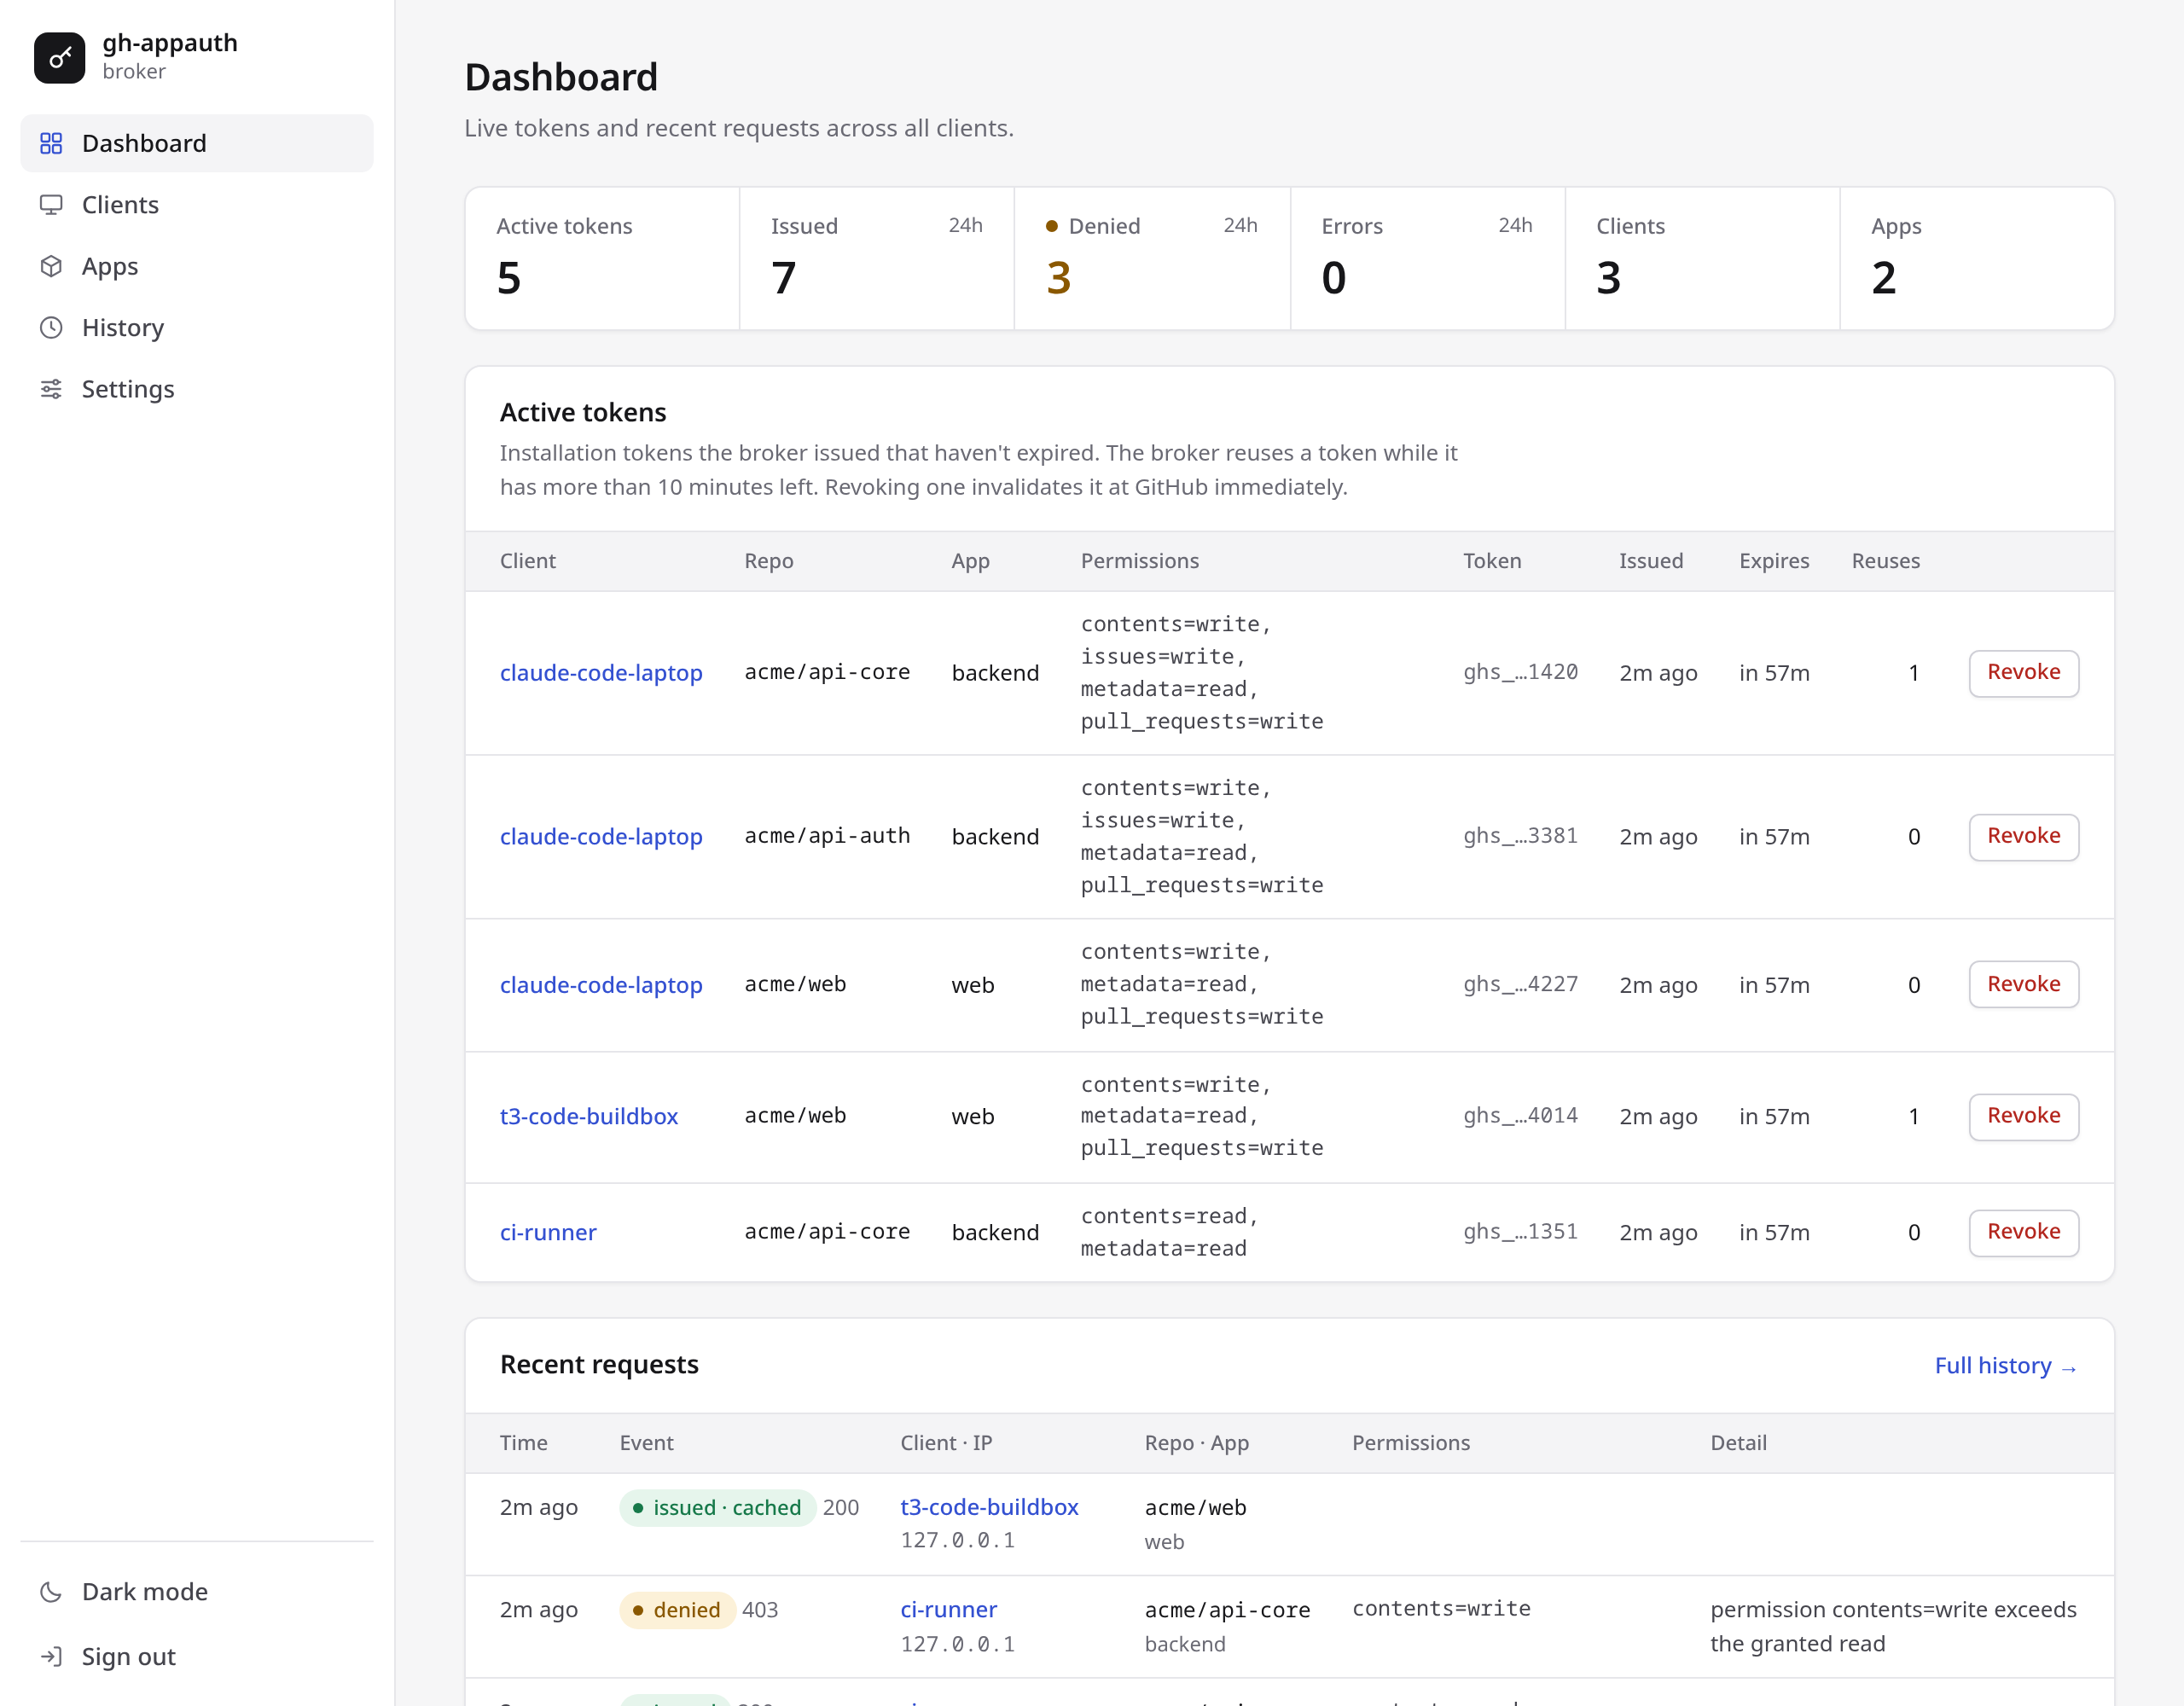 gh-appauth
broker
Dashboard
Clients
Apps
History
Settings
Dark mode
Sign out
Dashboard
Live tokens and recent requests across all clients.
Active tokens
5
Issued 24h
7
Denied 24h
3
Errors 24h
0
Clients
3
Apps
2
Active tokens
Installation tokens the broker issued that haven't expired. The broker reuses a token while it
has more than 10 minutes left. Revoking one invalidates it at GitHub immediately.
Client Repo App Permissions Token Issued Expires Reuses
claude-code-laptop acme/api-core backend contents=write,
issues=write,
metadata=read,
pull_requests=write ghs_…1420 2m ago in 57m 1 Revoke
claude-code-laptop acme/api-auth backend contents=write,
issues=write,
metadata=read,
pull_requests=write ghs_…3381 2m ago in 57m 0 Revoke
claude-code-laptop acme/web web contents=write,
metadata=read,
pull_requests=write ghs_…4227 2m ago in 57m 0 Revoke
t3-code-buildbox acme/web web contents=write,
metadata=read,
pull_requests=write ghs_…4014 2m ago in 57m 1 Revoke
ci-runner acme/api-core backend contents=read,
metadata=read ghs_…1351 2m ago in 57m 0 Revoke
Recent requests
Full history →
Time Event Client · IP Repo · App Permissions Detail
2m ago issued · cached 200 t3-code-buildbox acme/web
127.0.0.1 web
2m ago denied 403 ci-runner acme/api-core contents=write permission contents=write exceeds
127.0.0.1 backend the granted read